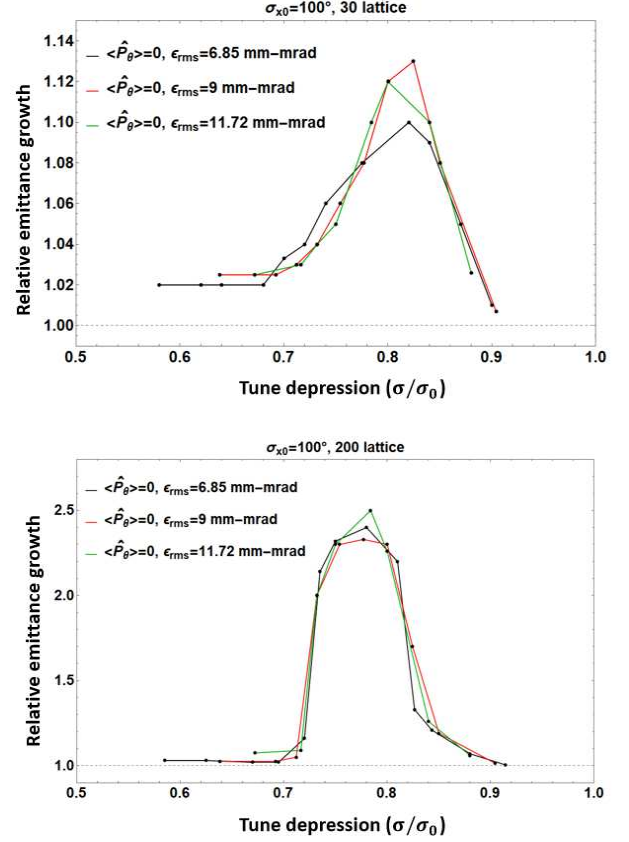 σx0=100°, 30 lattice
1.14
1.12
1.10
1.08
1.06
1.04
1.02
1.00
<P̂θ>=0, ϵrms=6.85 mm−mrad
<P̂θ>=0, ϵrms=9 mm−mrad
<P̂θ>=0, ϵrms=11.72 mm−mrad
Relative emittance growth
0.5 0.6 0.7 0.8 0.9 1.0
Tune depression (σ/σ0)
σx0=100°, 200 lattice
2.5
2.0
1.5
1.0
<P̂θ>=0, ϵrms=6.85 mm−mrad
<P̂θ>=0, ϵrms=9 mm−mrad
<P̂θ>=0, ϵrms=11.72 mm−mrad
Relative emittance growth
0.5 0.6 0.7 0.8 0.9 1.0
Tune depression (σ/σ0)